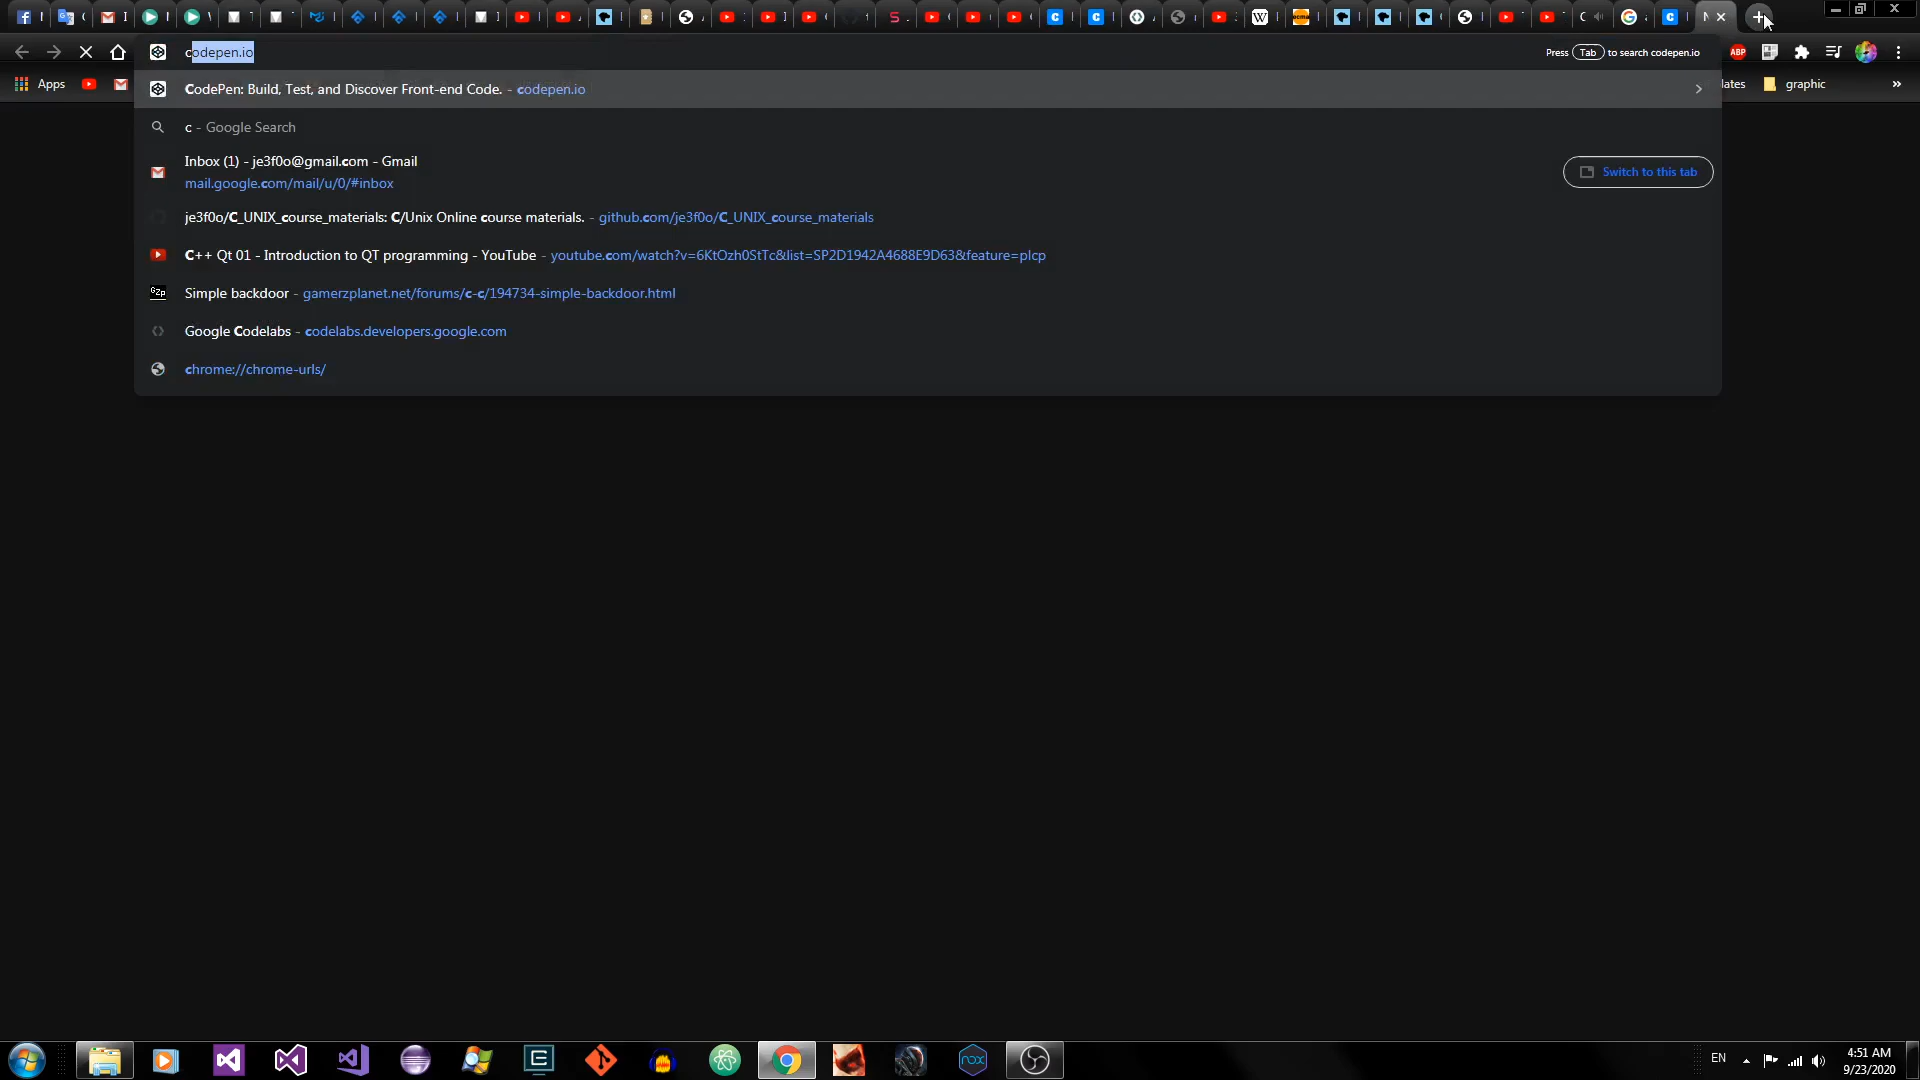 codepen.io
Press Tab to search codepen.io
Apps
lates
graphic
»
CodePen: Build, Test, and Discover Front-end Code. - codepen.io
c - Google Search
Inbox (1) - je3f0o@gmail.com - Gmail
mail.google.com/mail/u/0/#inbox
Switch to this tab
je3f0o/C_UNIX_course_materials: C/Unix Online course materials. - github.com/je3f0o/C_UNIX_course_materials
C++ Qt 01 - Introduction to QT programming - YouTube - youtube.com/watch?v=6KtOzh0StTc&list=SP2D1942A4688E9D63&feature=plcp
Simple backdoor - gamerzplanet.net/forums/c-c/194734-simple-backdoor.html
Google Codelabs - codelabs.developers.google.com
chrome://chrome-urls/
ABP
nox
EN
4:51 AM
9/23/2020